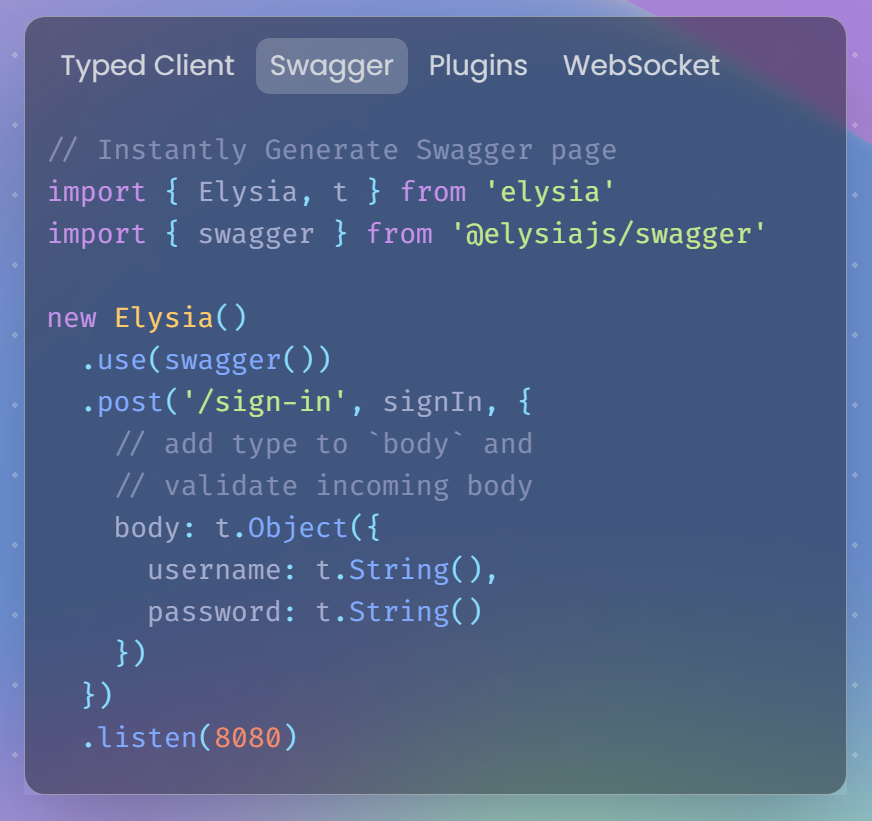 Typed Client Swagger Plugins WebSocket
// Instantly Generate Swagger page
import { Elysia, t } from 'elysia'
import { swagger } from '@elysiajs/swagger'

new Elysia()
  .use(swagger())
  .post('/sign-in', signIn, {
    // add type to `body` and
    // validate incoming body
    body: t.Object({
      username: t.String(),
      password: t.String()
    })
  })
  .listen(8080)